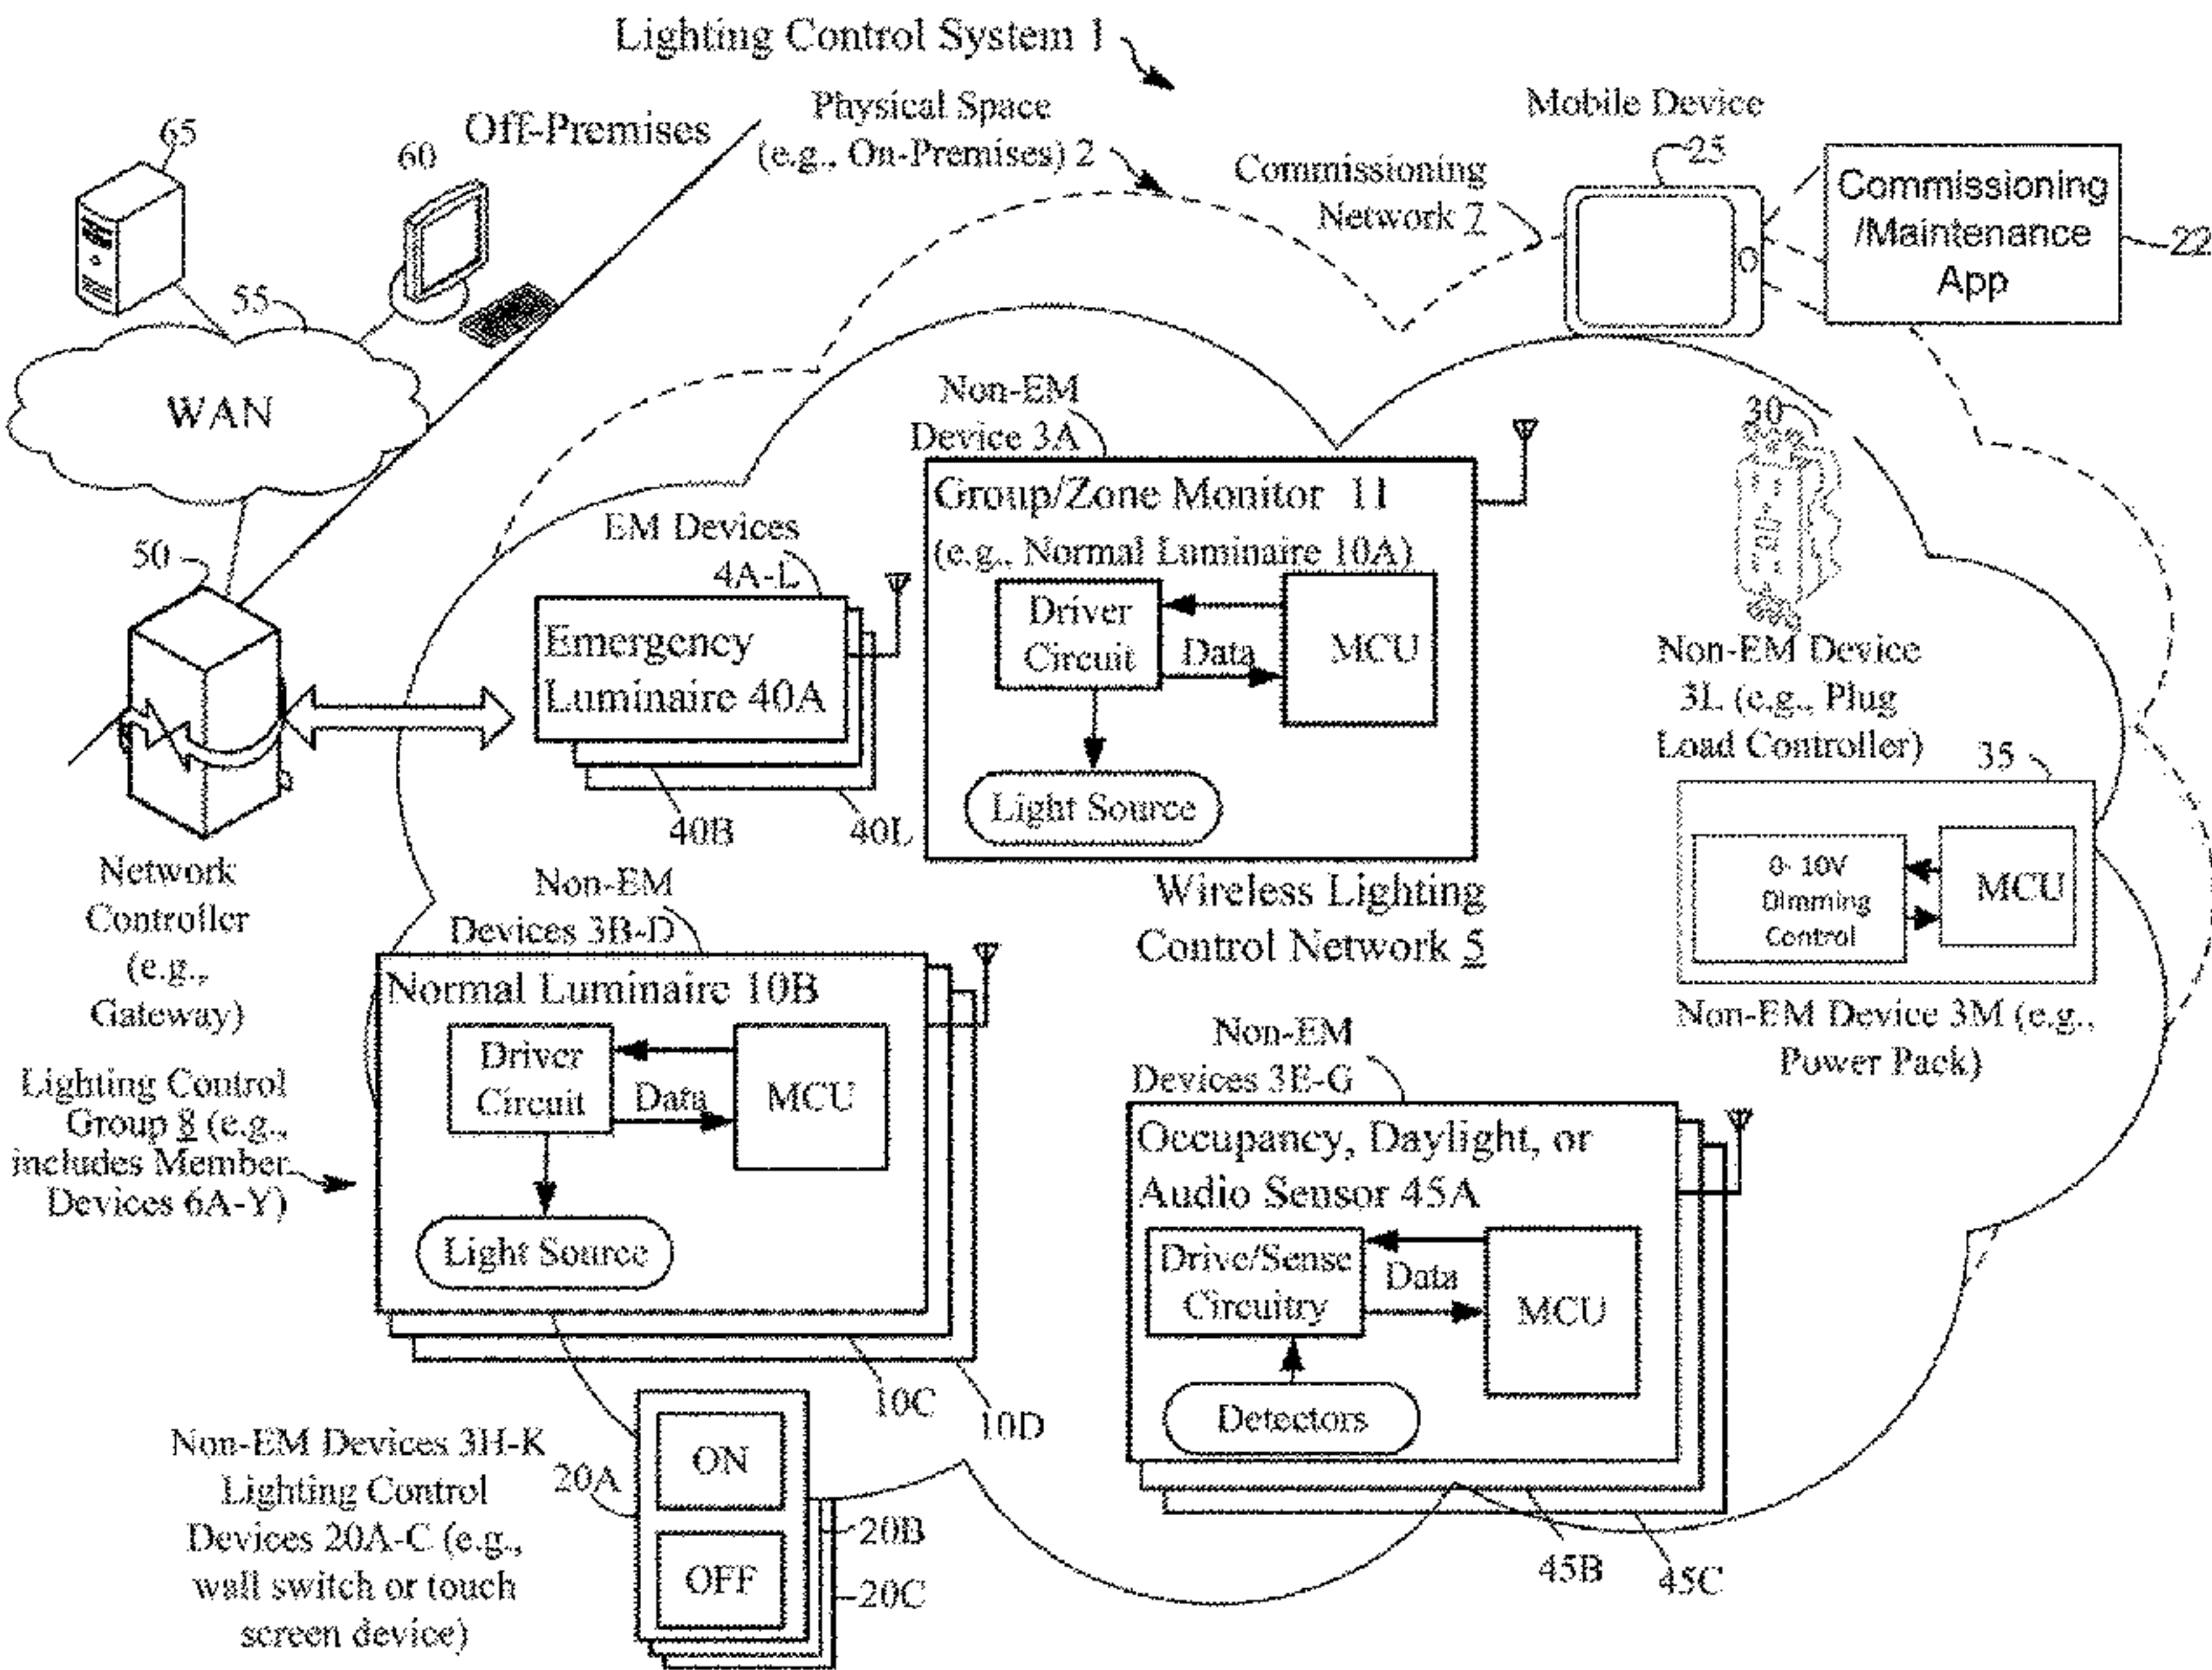 Lighting Control System 1
Physical Space
(e.g., On-Premises) 2
Off-Premises
65
60
55
WAN
50
Network
Controller
(e.g.,
Gateway)
Mobile Device
25
Commissioning
Network 7
Commissioning
/Maintenance
App
22
Non-EM
Device 3A
Group/Zone Monitor 11
(e.g., Normal Luminaire 10A)
Driver
Circuit
Data
MCU
Light Source
EM Devices
4A-L
Emergency
Luminaire 40A
40B
40L
30
Non-EM Device
3L (e.g., Plug
Load Controller)
35
0- 10V
Dimming
Control
MCU
Non-EM Device 3M (e.g.,
Power Pack)
Wireless Lighting
Control Network 5
Non-EM
Devices 3B-D
Normal Luminaire 10B
Driver
Circuit
Data
MCU
Light Source
10C
10D
Lighting Control
Group 8 (e.g.,
includes Member
Devices 6A-Y)
Non-EM
Devices 3E-G
Occupancy, Daylight, or
Audio Sensor 45A
Drive/Sense
Circuitry
Data
MCU
Detectors
45B
45C
Non-EM Devices 3H-K
Lighting Control
Devices 20A-C (e.g.,
wall switch or touch
screen device)
20A
ON
OFF
20B
20C